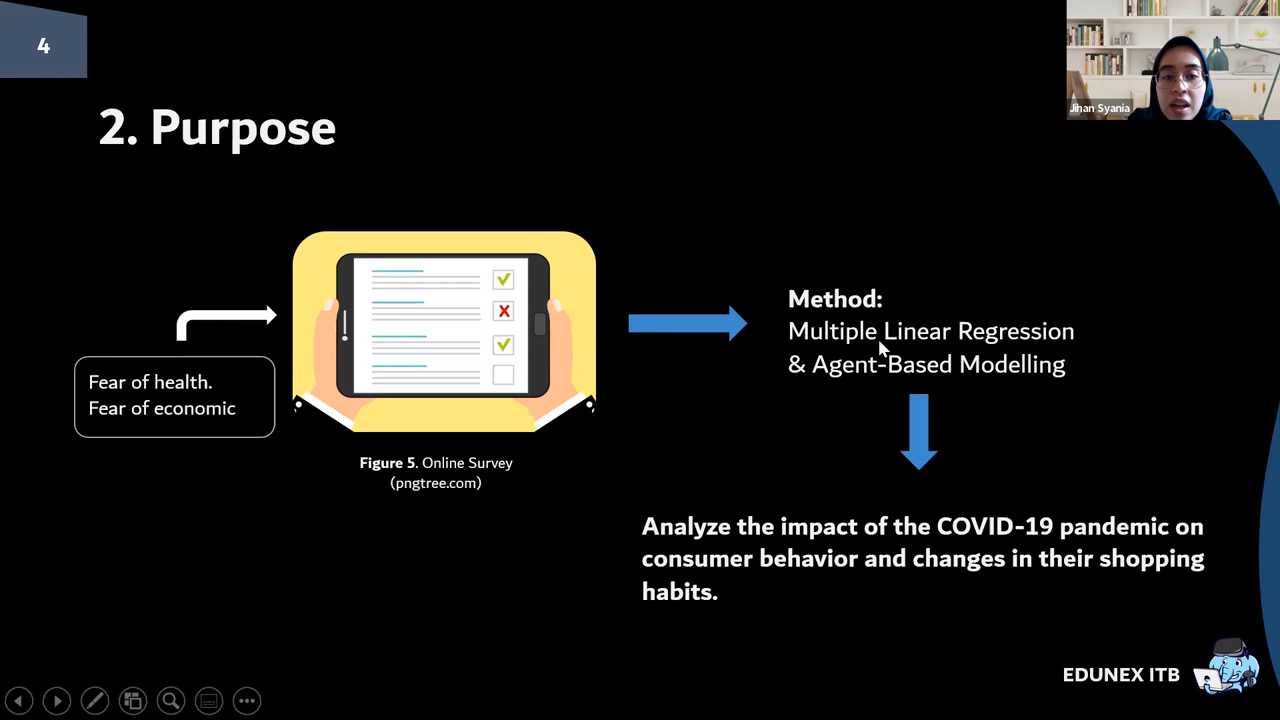 4
Jihan Syania
2. Purpose
Fear of health.
Fear of economic
Figure 5. Online Survey
(pngtree.com)
Method:
Multiple Linear Regression
& Agent-Based Modelling
Analyze the impact of the COVID-19 pandemic on
consumer behavior and changes in their shopping
habits.
EDUNEX ITB